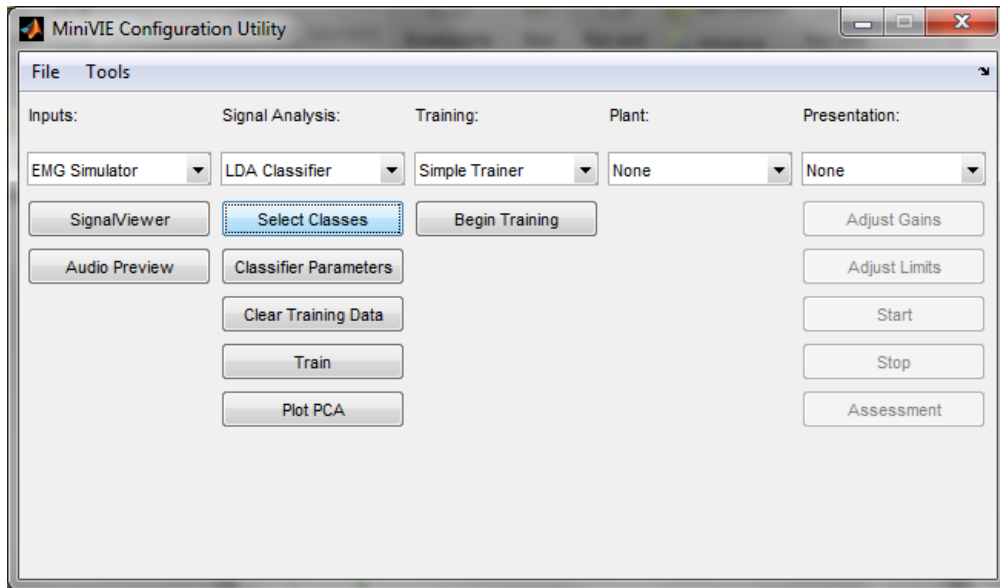 MiniVIE Configuration Utility
File Tools
Inputs: Signal Analysis: Training: Plant: Presentation:
EMG Simulator LDA Classifier Simple Trainer None None
SignalViewer Select Classes Begin Training Adjust Gains
Audio Preview Classifier Parameters Adjust Limits
Clear Training Data Start
Train Stop
Plot PCA Assessment